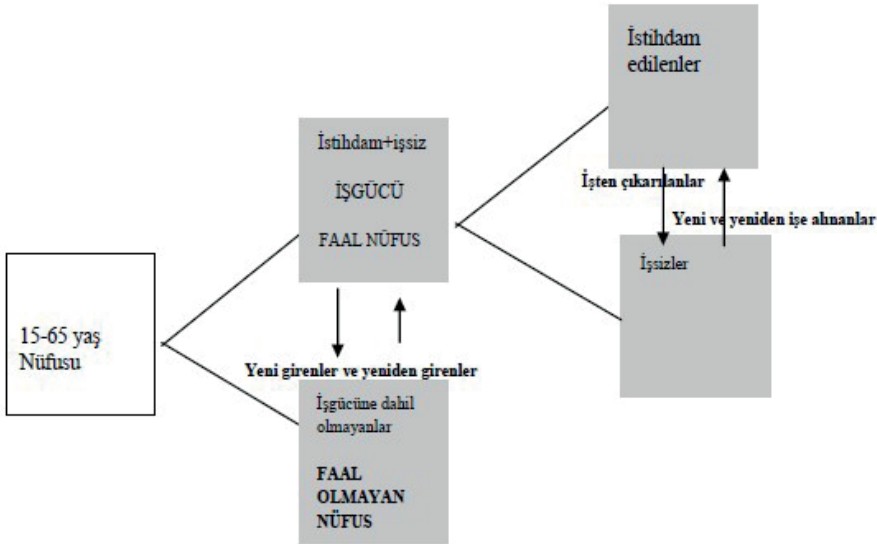 15-65 yaş
Nüfusu
İstihdam+işsiz
İŞGÜCÜ
FAAL NÜFUS
Yeni girenler ve yeniden girenler
İşgücüne dahil
olmayanlar
FAAL
OLMAYAN
NÜFUS
İstihdam
edilenler
İşten çıkarılanlar
Yeni ve yeniden işe alınanlar
İşsizler